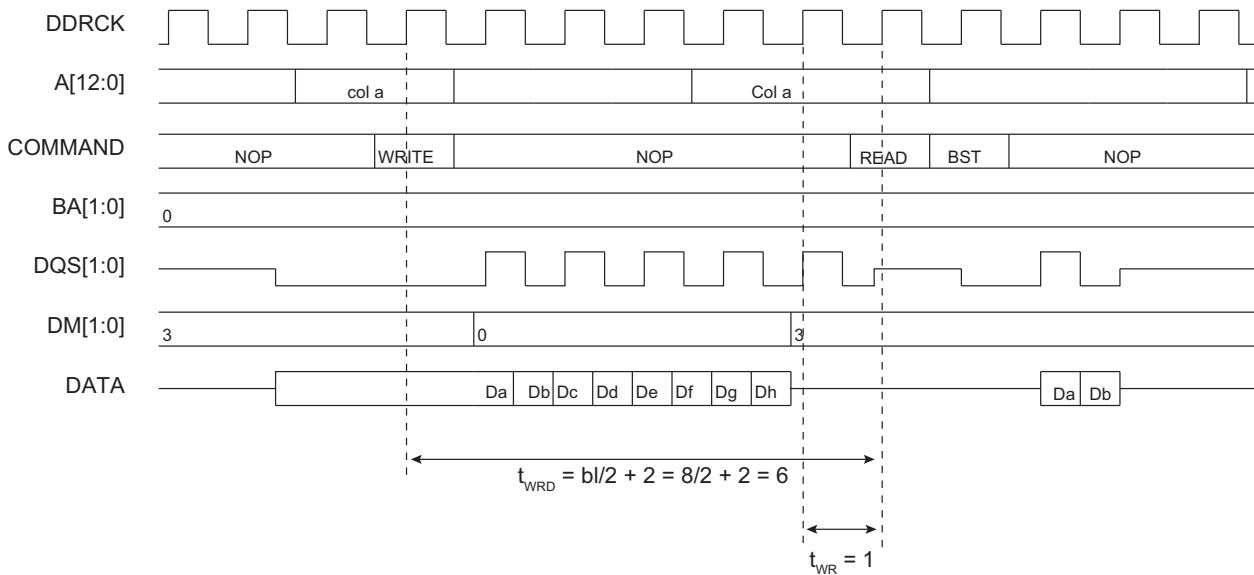 DDRCK
A[12:0] col a Col a
COMMAND NOP WRITE NOP READ BST NOP
BA[1:0] 0
DQS[1:0]
DM[1:0] 3 0 3
DATA Da Db Dc Dd De Df Dg Dh Da Db
tWRD = bl/2 + 2 = 8/2 + 2 = 6
tWR = 1